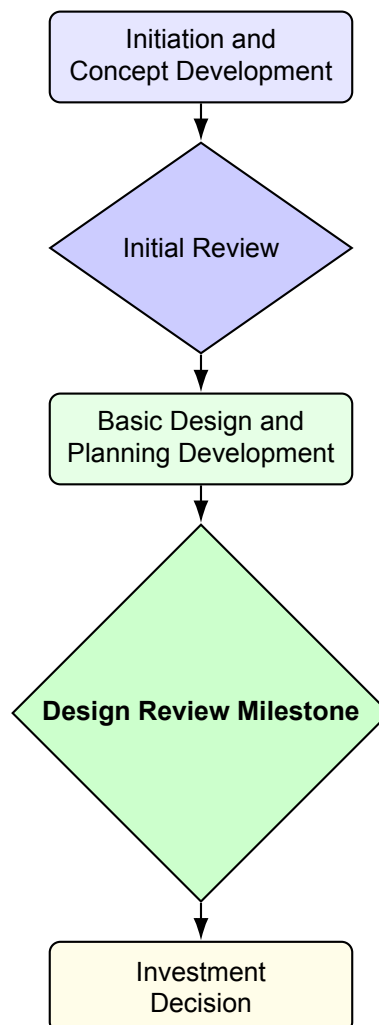 Initiation and
Concept Development
Initial Review
Basic Design and
Planning Development
Design Review Milestone
Investment
Decision